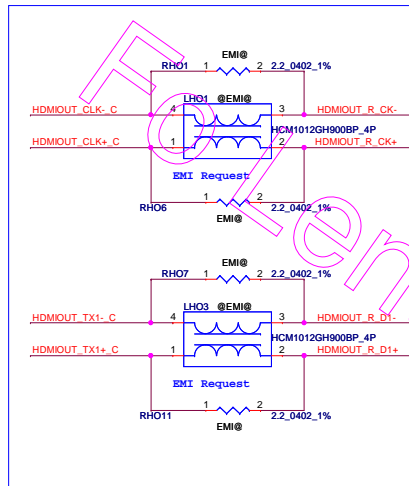 EMI@
RHO1 1 2 2.2_0402_1%
LHO1 @EMI@
HDMIOUT_CLK-_C 4 3 HDMIOUT_R_CK-
HCM1012GH900BP_4P
HDMIOUT_CLK+_C 1 2 HDMIOUT_R_CK+
EMI Request
1 2
RHO6 2.2_0402_1%
EMI@
EMI@
RHO7 1 2 2.2_0402_1%
LHO3 @EMI@
HDMIOUT_TX1-_C 4 3 HDMIOUT_R_D1-
HCM1012GH900BP_4P
HDMIOUT_TX1+_C 1 2 HDMIOUT_R_D1+
EMI Request
1 2
RHO11 2.2_0402_1%
EMI@